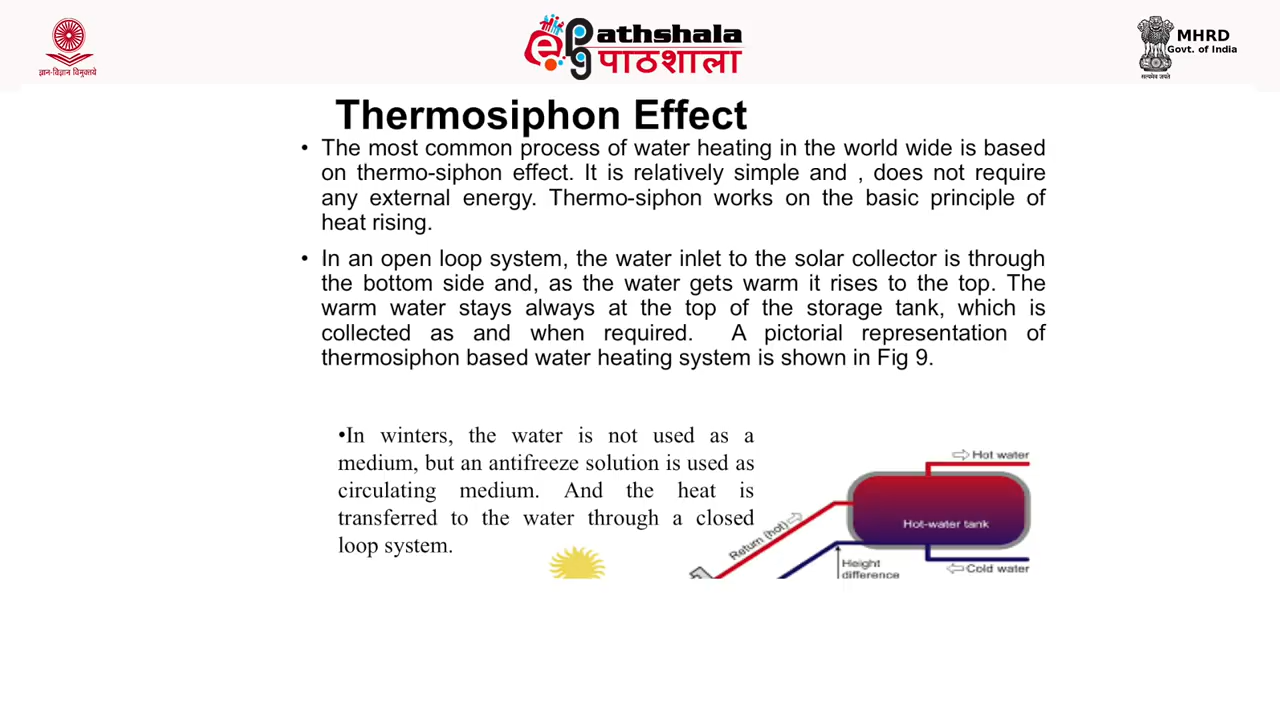 ज्ञान-विज्ञान विमुक्तये
epg Pathshala
पाठशाला
MHRD
Govt. of India
सत्यमेव जयते
Thermosiphon Effect
• The most common process of water heating in the world wide is based
on thermo-siphon effect. It is relatively simple and , does not require
any external energy. Thermo-siphon works on the basic principle of
heat rising.
• In an open loop system, the water inlet to the solar collector is through
the bottom side and, as the water gets warm it rises to the top. The
warm water stays always at the top of the storage tank, which is
collected as and when required. A pictorial representation of
thermosiphon based water heating system is shown in Fig 9.
•In winters, the water is not used as a
medium, but an antifreeze solution is used as
circulating medium. And the heat is
transferred to the water through a closed
loop system.
Hot water
Hot-water tank
Return (hot)
Height
difference
Cold water